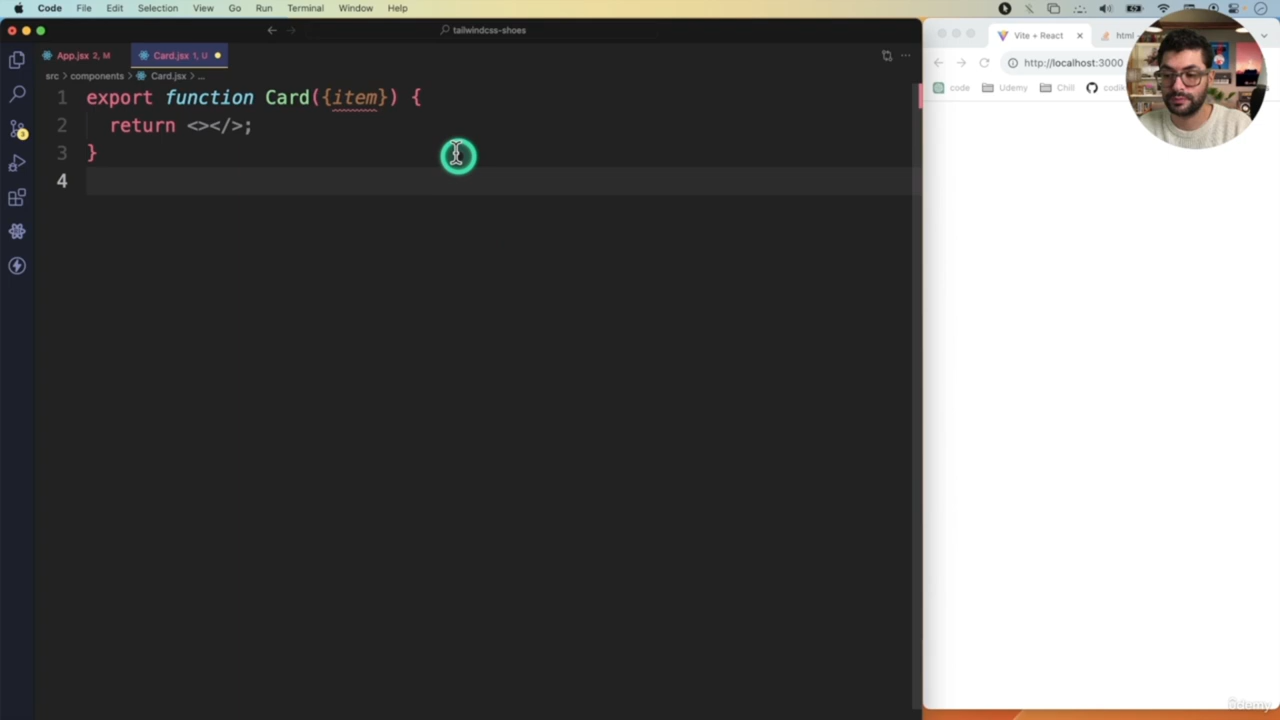 Code File Edit Selection View Go Run Terminal Window Help
tailwindcss-shoes
App.jsx 2, M
Card.jsx 1, U
src > components > Card.jsx > ...
1 export function Card({item}) {
2 return <></>;
3 }
4
Vite + React
html
http://localhost:3000
code
Udemy
Chill
Udemy